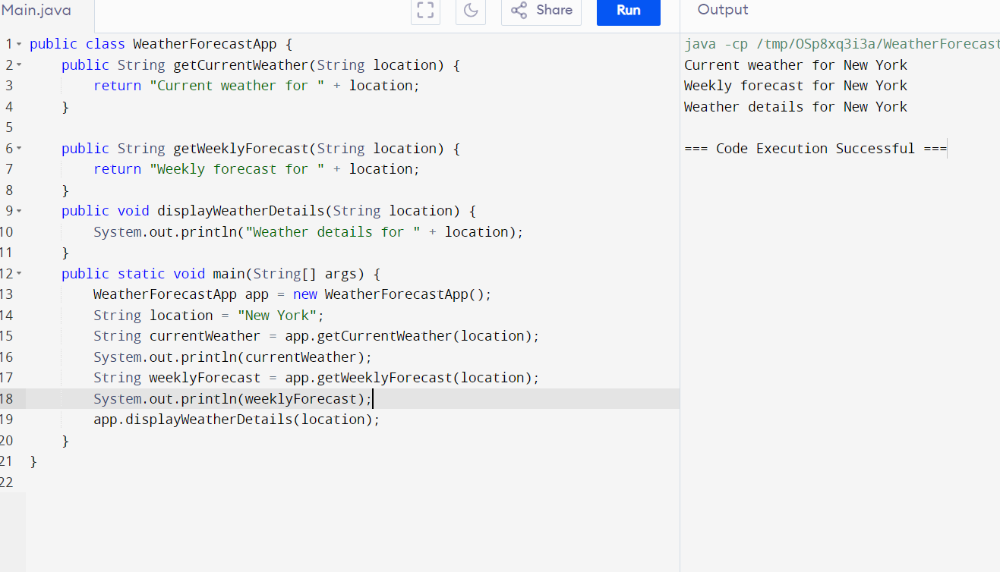 Main.java
Share
Run
Output
1 public class WeatherForecastApp {
2 public String getCurrentWeather(String location) {
3 return "Current weather for " + location;
4 }
5
6 public String getWeeklyForecast(String location) {
7 return "Weekly forecast for " + location;
8 }
9 public void displayWeatherDetails(String location) {
10 System.out.println("Weather details for " + location);
11 }
12 public static void main(String[] args) {
13 WeatherForecastApp app = new WeatherForecastApp();
14 String location = "New York";
15 String currentWeather = app.getCurrentWeather(location);
16 System.out.println(currentWeather);
17 String weeklyForecast = app.getWeeklyForecast(location);
18 System.out.println(weeklyForecast);
19 app.displayWeatherDetails(location);
20 }
21 }
22
java -cp /tmp/OSp8xq3i3a/WeatherForecast
Current weather for New York
Weekly forecast for New York
Weather details for New York
=== Code Execution Successful ===